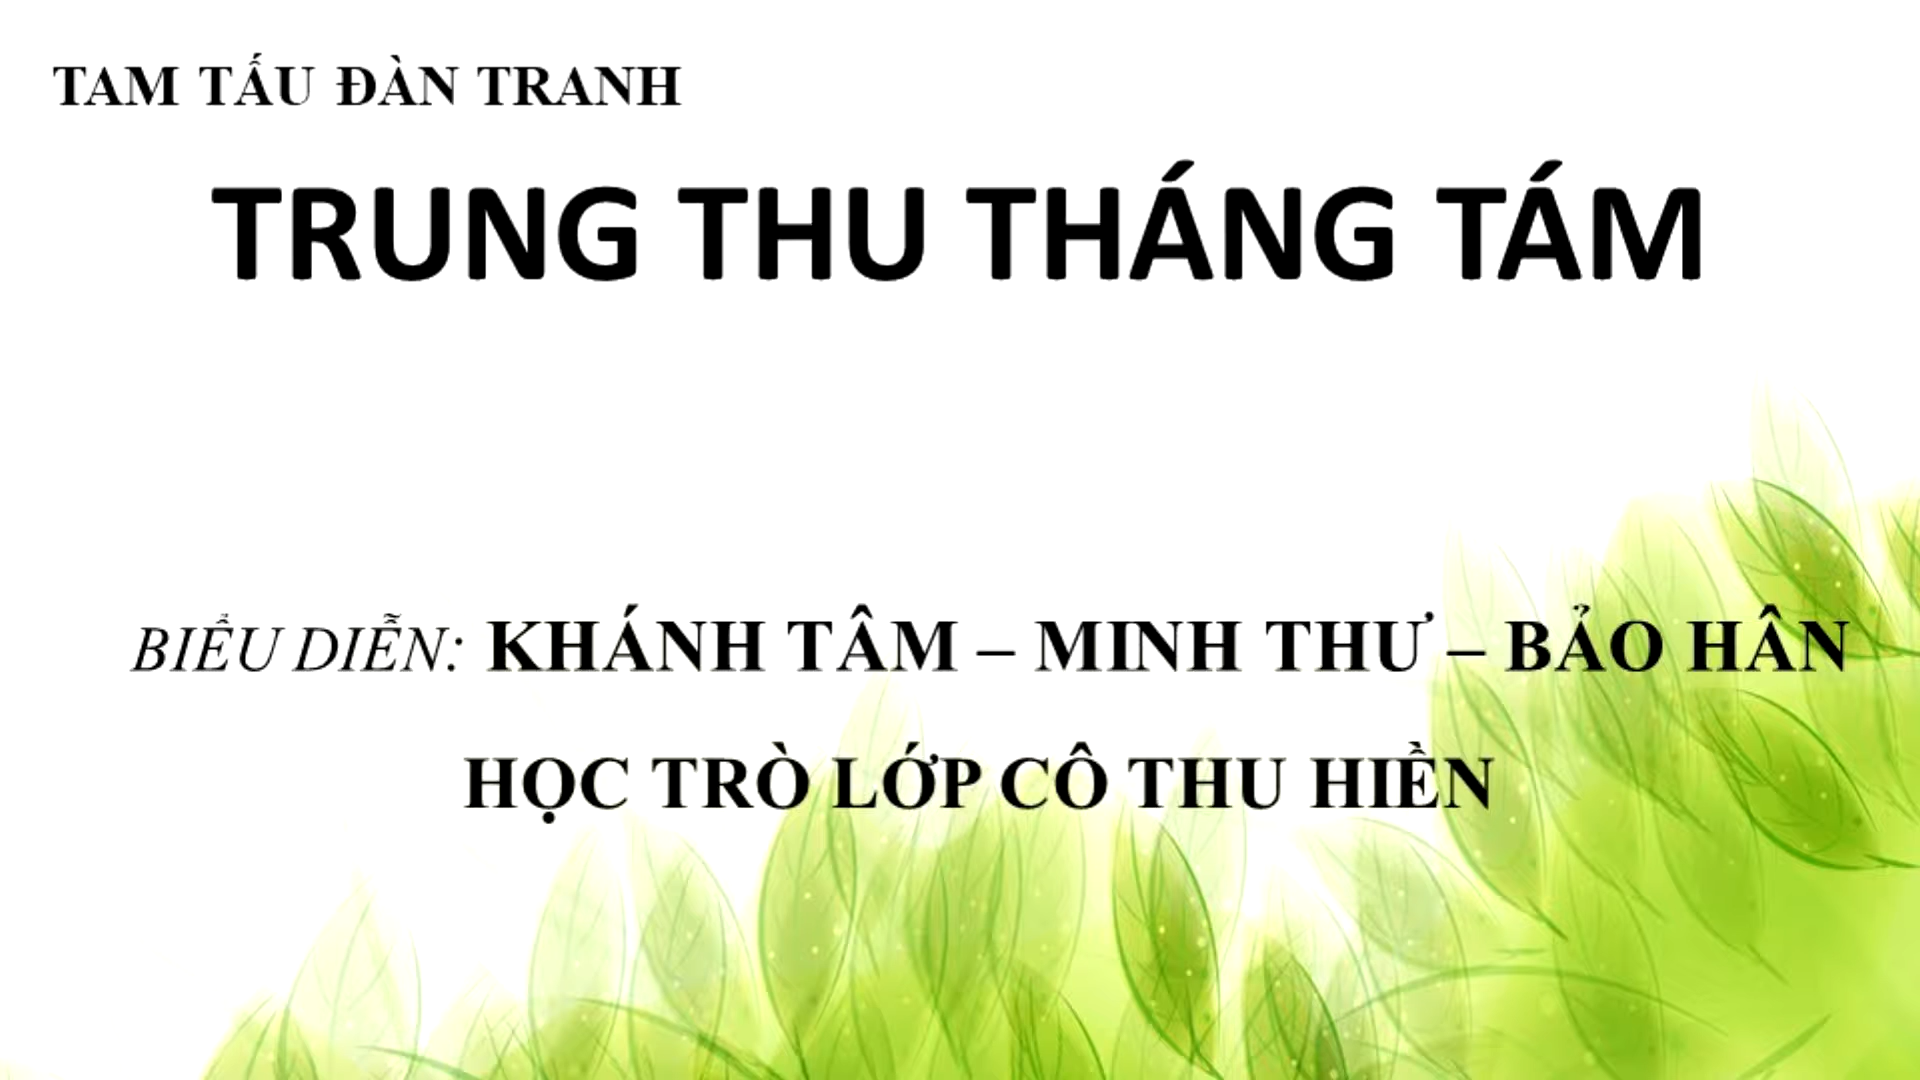 TAM TẤU ĐÀN TRANH
TRUNG THU THÁNG TÁM
BIỂU DIỄN: KHÁNH TÂM – MINH THƯ – BẢO HÂN
HỌC TRÒ LỚP CÔ THU HIỀN